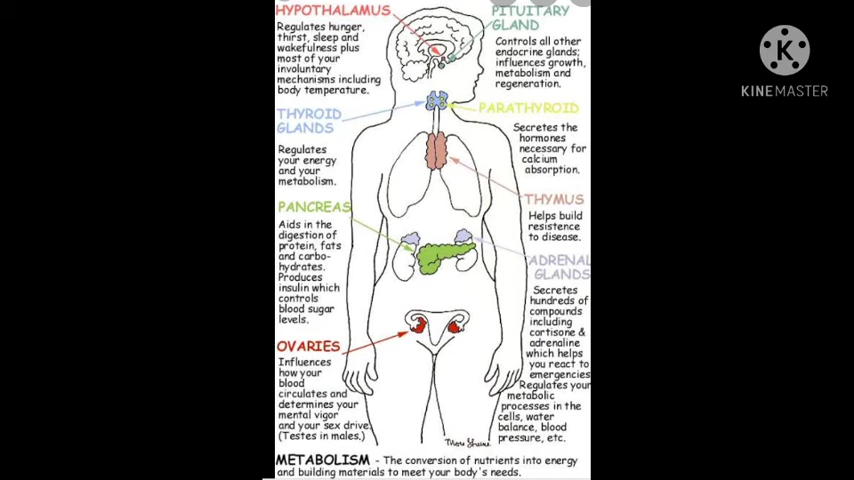 HYPOTHALAMUS
Regulates hunger,
thirst, sleep and
wakefulness plus
most of your
involuntary
mechanisms including
body temperature.
PITUITARY
GLAND
Controls all other
endocrine glands;
influences growth,
metabolism and
regeneration.
THYROID
GLANDS
Regulates
your energy
and your
metabolism.
PARATHYROID
Secretes the
hormones
necessary for
calcium
absorption.
THYMUS
Helps build
resistence
to disease.
PANCREAS
Aids in the
digestion of
protein, fats
and carbo-
hydrates.
Produces
insulin which
controls
blood sugar
levels.
ADRENAL
GLANDS
Secretes
hundreds of
compounds
including
cortisone &
adrenaline
which helps
you react to
emergencies
Regulates your
metabolic
processes in the
cells, water
balance, blood
pressure, etc.
OVARIES
Influences
how your
blood
circulates and
determines your
mental vigor
and your sex drive.
(Testes in males.)
METABOLISM - The conversion of nutrients into energy
and building materials to meet your body's needs.
K
KINEMASTER